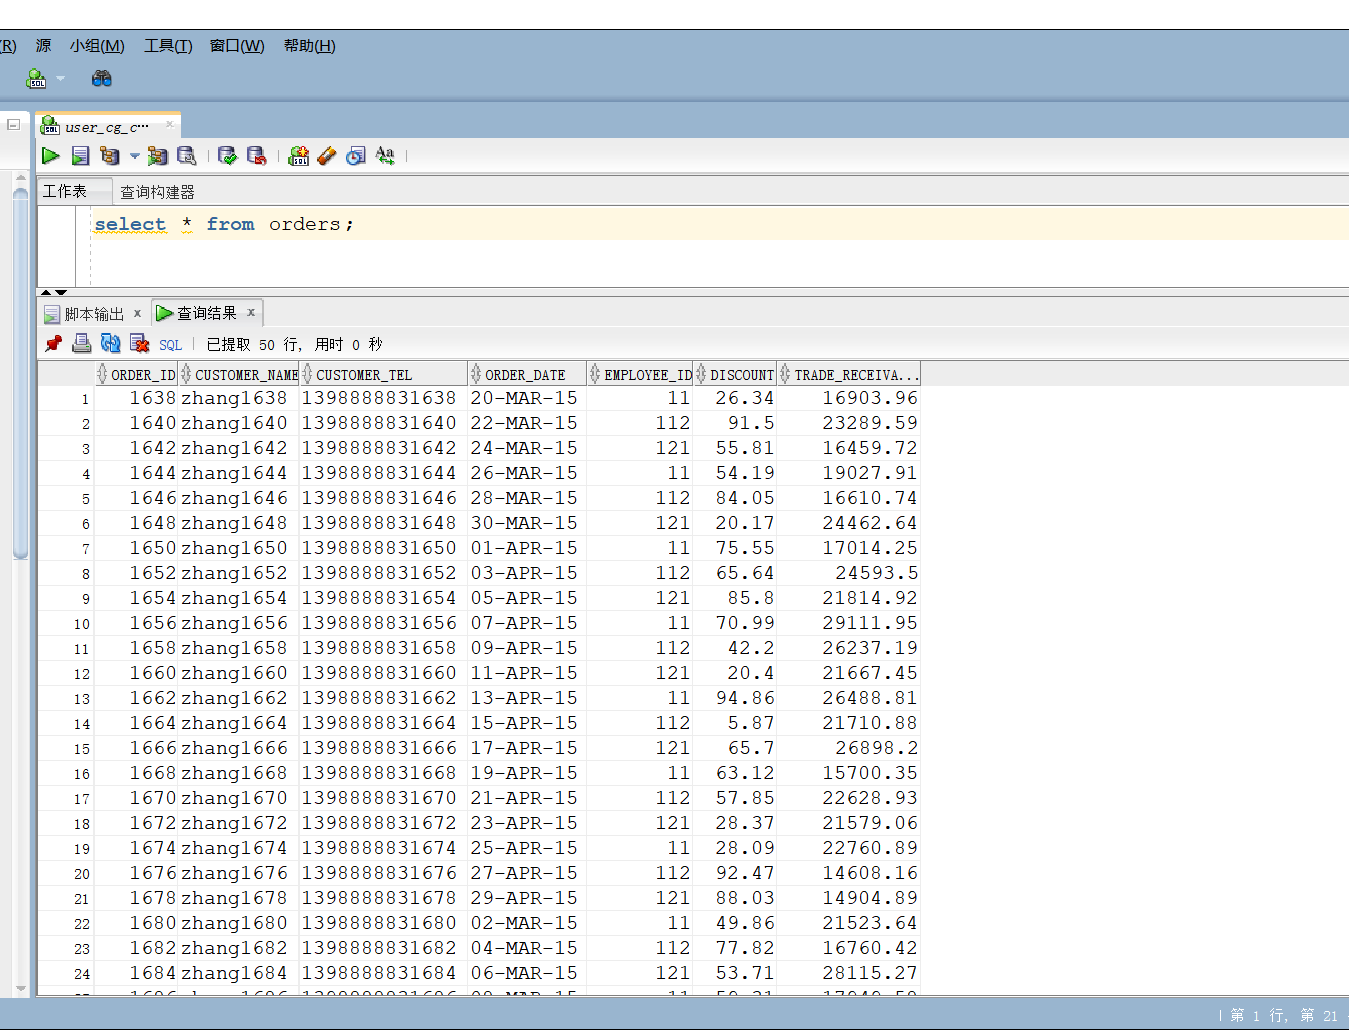 (R) 源 小组(M) 工具(T) 窗口(W) 帮助(H)
user_cg_c…
工作表 查询构建器
select * from orders;
脚本输出 查询结果
SQL 已提取 50 行, 用时 0 秒
ORDER_ID CUSTOMER_NAME CUSTOMER_TEL ORDER_DATE EMPLOYEE_ID DISCOUNT TRADE_RECEIVA...
1 1638 zhang1638 1398888831638 20-MAR-15 11 26.34 16903.96
2 1640 zhang1640 1398888831640 22-MAR-15 112 91.5 23289.59
3 1642 zhang1642 1398888831642 24-MAR-15 121 55.81 16459.72
4 1644 zhang1644 1398888831644 26-MAR-15 11 54.19 19027.91
5 1646 zhang1646 1398888831646 28-MAR-15 112 84.05 16610.74
6 1648 zhang1648 1398888831648 30-MAR-15 121 20.17 24462.64
7 1650 zhang1650 1398888831650 01-APR-15 11 75.55 17014.25
8 1652 zhang1652 1398888831652 03-APR-15 112 65.64 24593.5
9 1654 zhang1654 1398888831654 05-APR-15 121 85.8 21814.92
10 1656 zhang1656 1398888831656 07-APR-15 11 70.99 29111.95
11 1658 zhang1658 1398888831658 09-APR-15 112 42.2 26237.19
12 1660 zhang1660 1398888831660 11-APR-15 121 20.4 21667.45
13 1662 zhang1662 1398888831662 13-APR-15 11 94.86 26488.81
14 1664 zhang1664 1398888831664 15-APR-15 112 5.87 21710.88
15 1666 zhang1666 1398888831666 17-APR-15 121 65.7 26898.2
16 1668 zhang1668 1398888831668 19-APR-15 11 63.12 15700.35
17 1670 zhang1670 1398888831670 21-APR-15 112 57.85 22628.93
18 1672 zhang1672 1398888831672 23-APR-15 121 28.37 21579.06
19 1674 zhang1674 1398888831674 25-APR-15 11 28.09 22760.89
20 1676 zhang1676 1398888831676 27-APR-15 112 92.47 14608.16
21 1678 zhang1678 1398888831678 29-APR-15 121 88.03 14904.89
22 1680 zhang1680 1398888831680 02-MAR-15 11 49.86 21523.64
23 1682 zhang1682 1398888831682 04-MAR-15 112 77.82 16760.42
24 1684 zhang1684 1398888831684 06-MAR-15 121 53.71 28115.27
第 1 行, 第 21